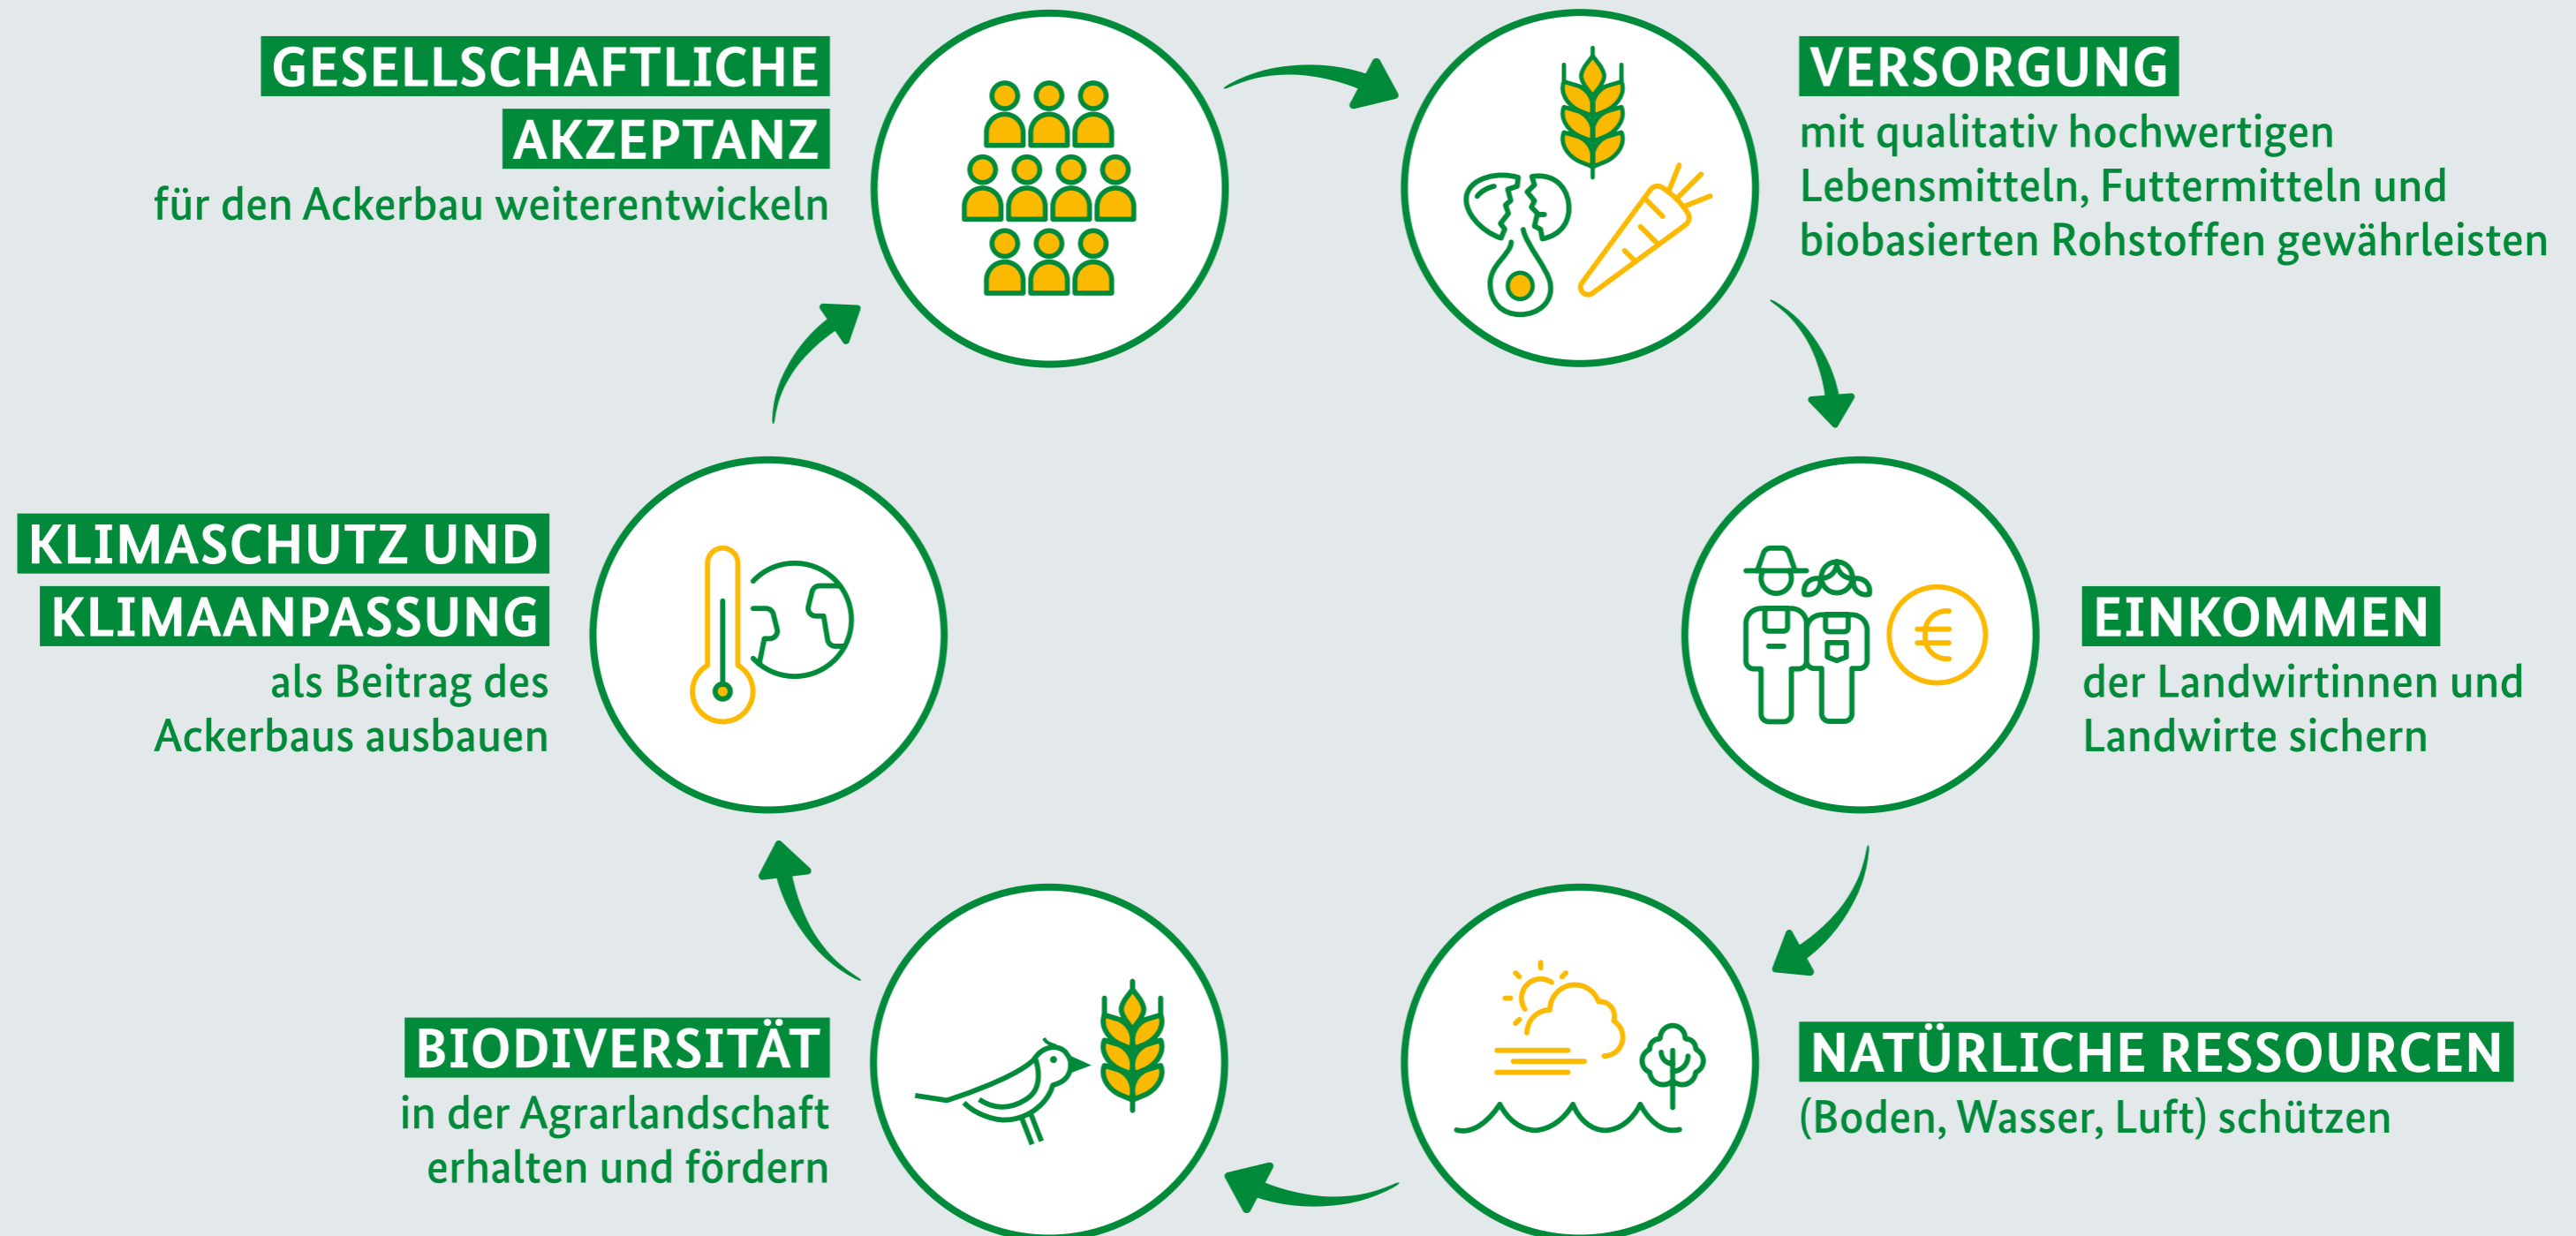 GESELLSCHAFTLICHE
AKZEPTANZ
für den Ackerbau weiterentwickeln
VERSORGUNG
mit qualitativ hochwertigen
Lebensmitteln, Futtermitteln und
biobasierten Rohstoffen gewährleisten
EINKOMMEN
der Landwirtinnen und
Landwirte sichern
NATÜRLICHE RESSOURCEN
(Boden, Wasser, Luft) schützen
BIODIVERSITÄT
in der Agrarlandschaft
erhalten und fördern
KLIMASCHUTZ UND
KLIMAANPASSUNG
als Beitrag des
Ackerbaus ausbauen
€